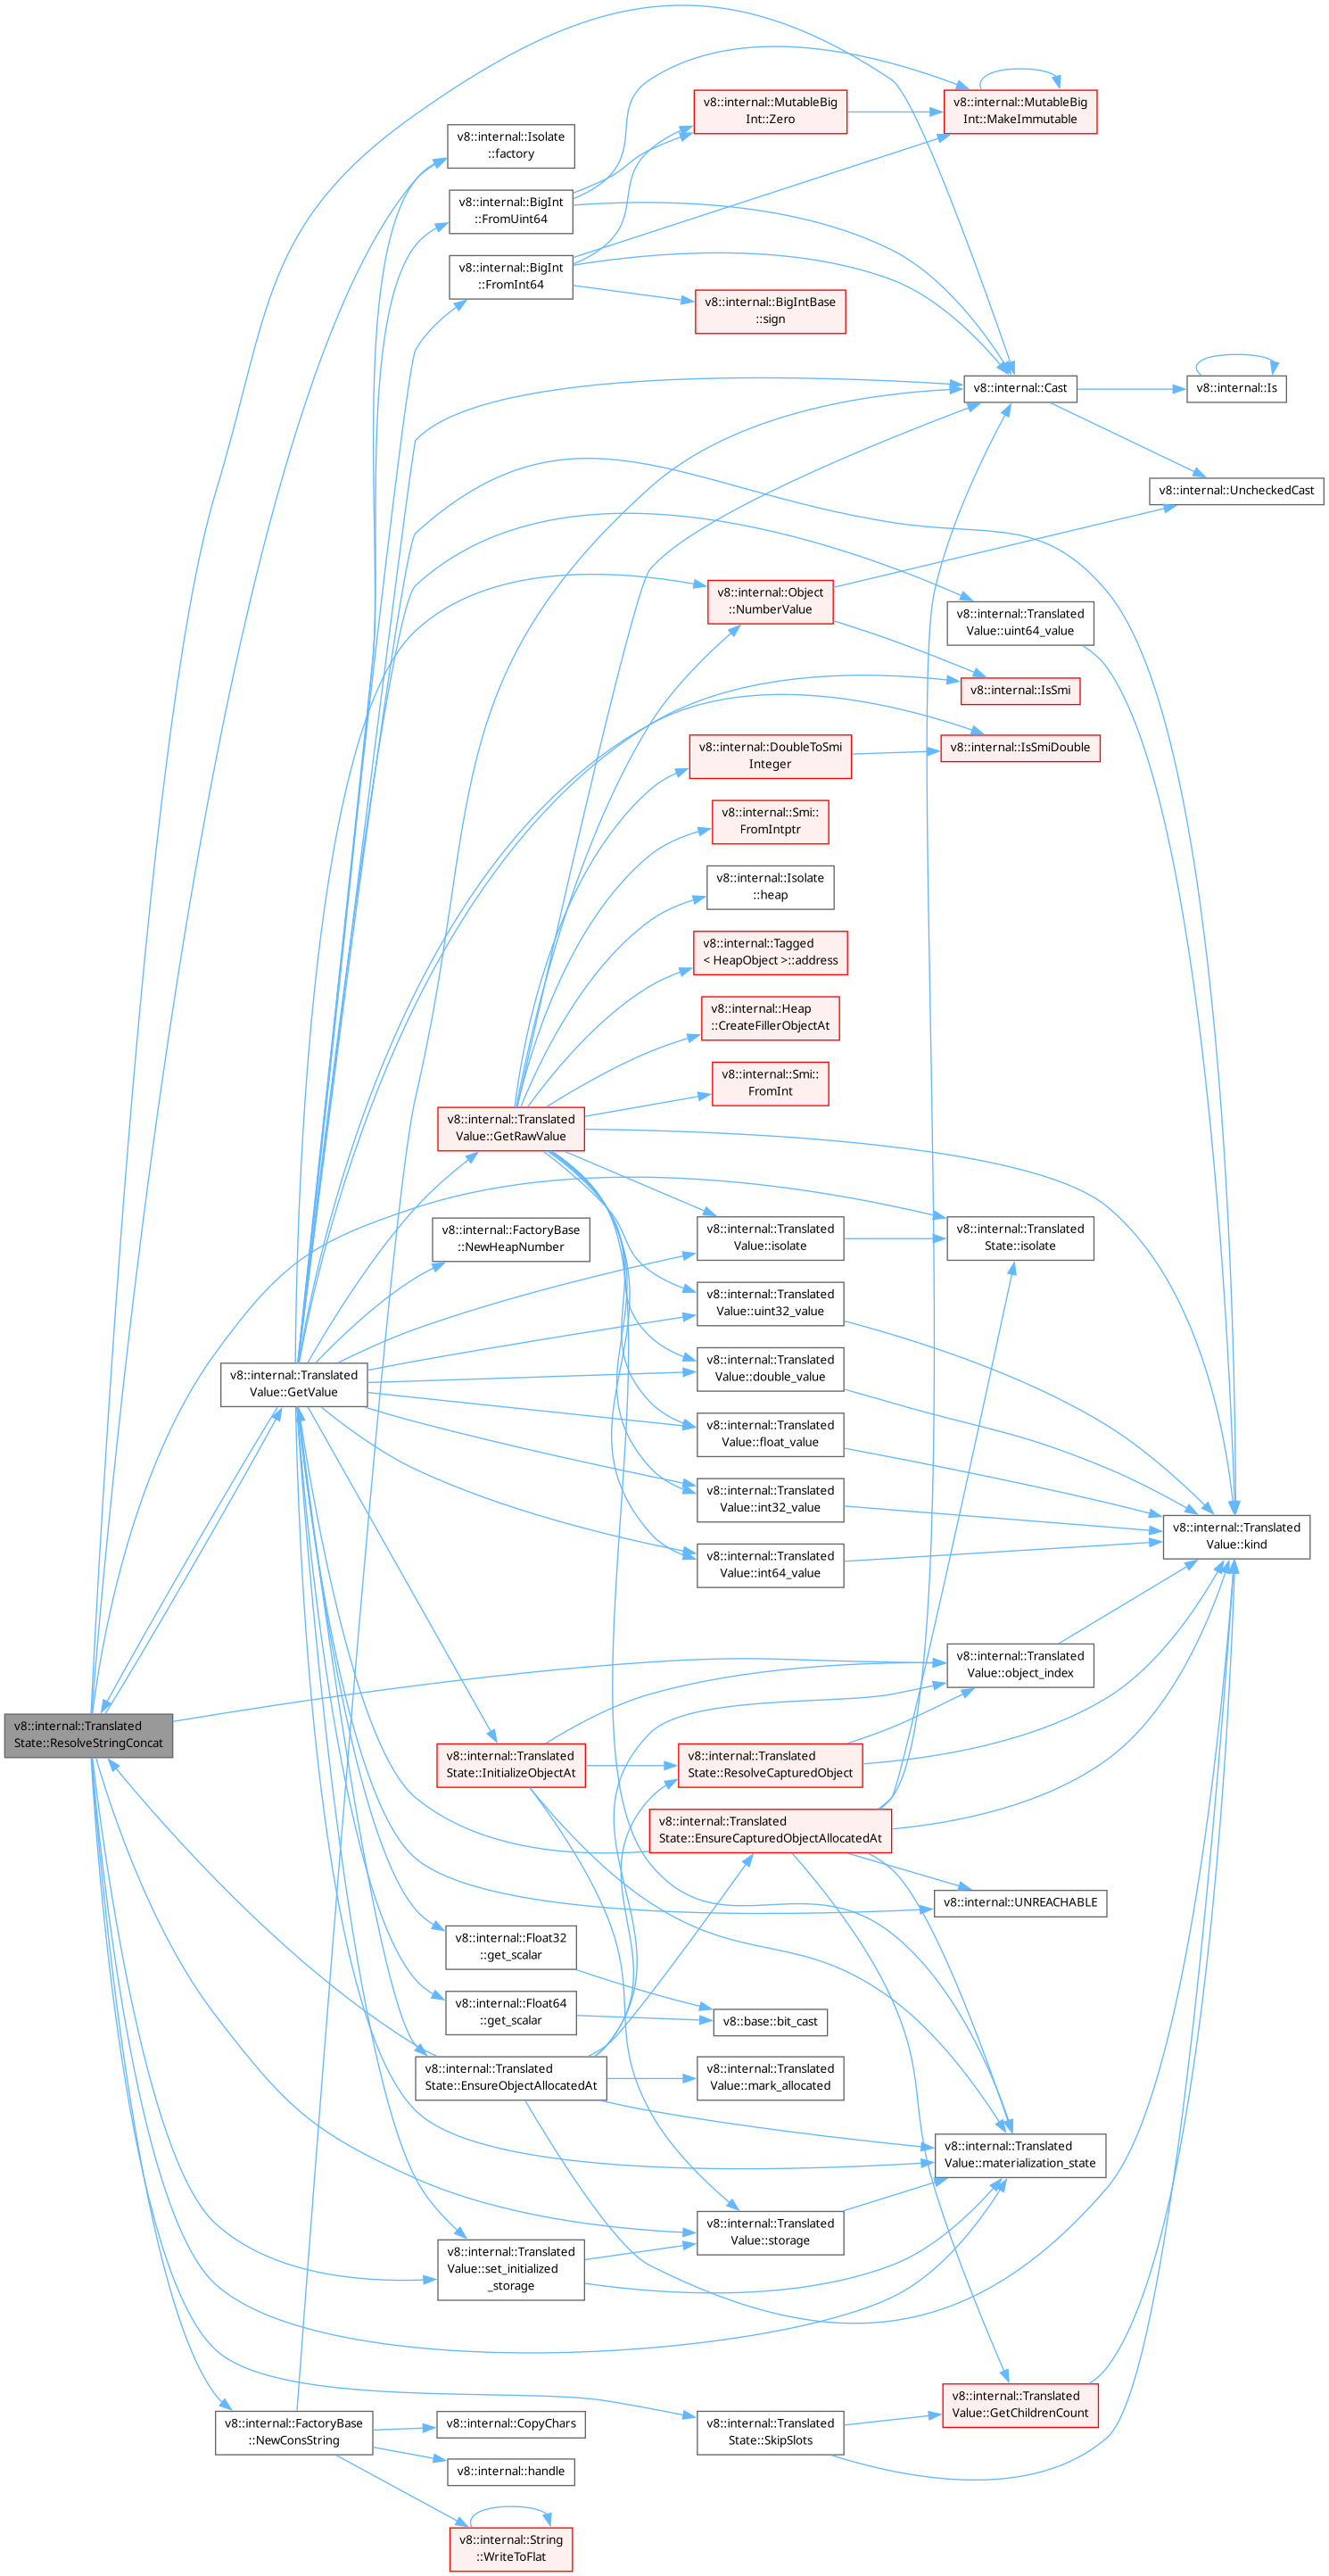 v8::internal::MutableBig
Int::Zero
v8::internal::MutableBig
Int::MakeImmutable
v8::internal::Isolate
::factory
v8::internal::BigInt
::FromUint64
v8::internal::BigInt
::FromInt64
v8::internal::BigIntBase
::sign
v8::internal::Cast
v8::internal::Is
v8::internal::UncheckedCast
v8::internal::Object
::NumberValue
v8::internal::Translated
Value::uint64_value
v8::internal::IsSmi
v8::internal::DoubleToSmi
Integer
v8::internal::IsSmiDouble
v8::internal::Smi::
FromIntptr
v8::internal::Isolate
::heap
v8::internal::Tagged
< HeapObject >::address
v8::internal::Heap
::CreateFillerObjectAt
v8::internal::Smi::
FromInt
v8::internal::Translated
Value::GetRawValue
v8::internal::FactoryBase
::NewHeapNumber
v8::internal::Translated
Value::isolate
v8::internal::Translated
State::isolate
v8::internal::Translated
Value::uint32_value
v8::internal::Translated
Value::GetValue
v8::internal::Translated
Value::double_value
v8::internal::Translated
Value::float_value
v8::internal::Translated
Value::int32_value
v8::internal::Translated
Value::kind
v8::internal::Translated
Value::int64_value
v8::internal::Translated
Value::object_index
v8::internal::Translated
State::ResolveStringConcat
v8::internal::Translated
State::InitializeObjectAt
v8::internal::Translated
State::ResolveCapturedObject
v8::internal::Translated
State::EnsureCapturedObjectAllocatedAt
v8::internal::UNREACHABLE
v8::internal::Float32
::get_scalar
v8::internal::Float64
::get_scalar
v8::base::bit_cast
v8::internal::Translated
State::EnsureObjectAllocatedAt
v8::internal::Translated
Value::mark_allocated
v8::internal::Translated
Value::materialization_state
v8::internal::Translated
Value::storage
v8::internal::Translated
Value::set_initialized
_storage
v8::internal::Translated
Value::GetChildrenCount
v8::internal::FactoryBase
::NewConsString
v8::internal::CopyChars
v8::internal::Translated
State::SkipSlots
v8::internal::handle
v8::internal::String
::WriteToFlat